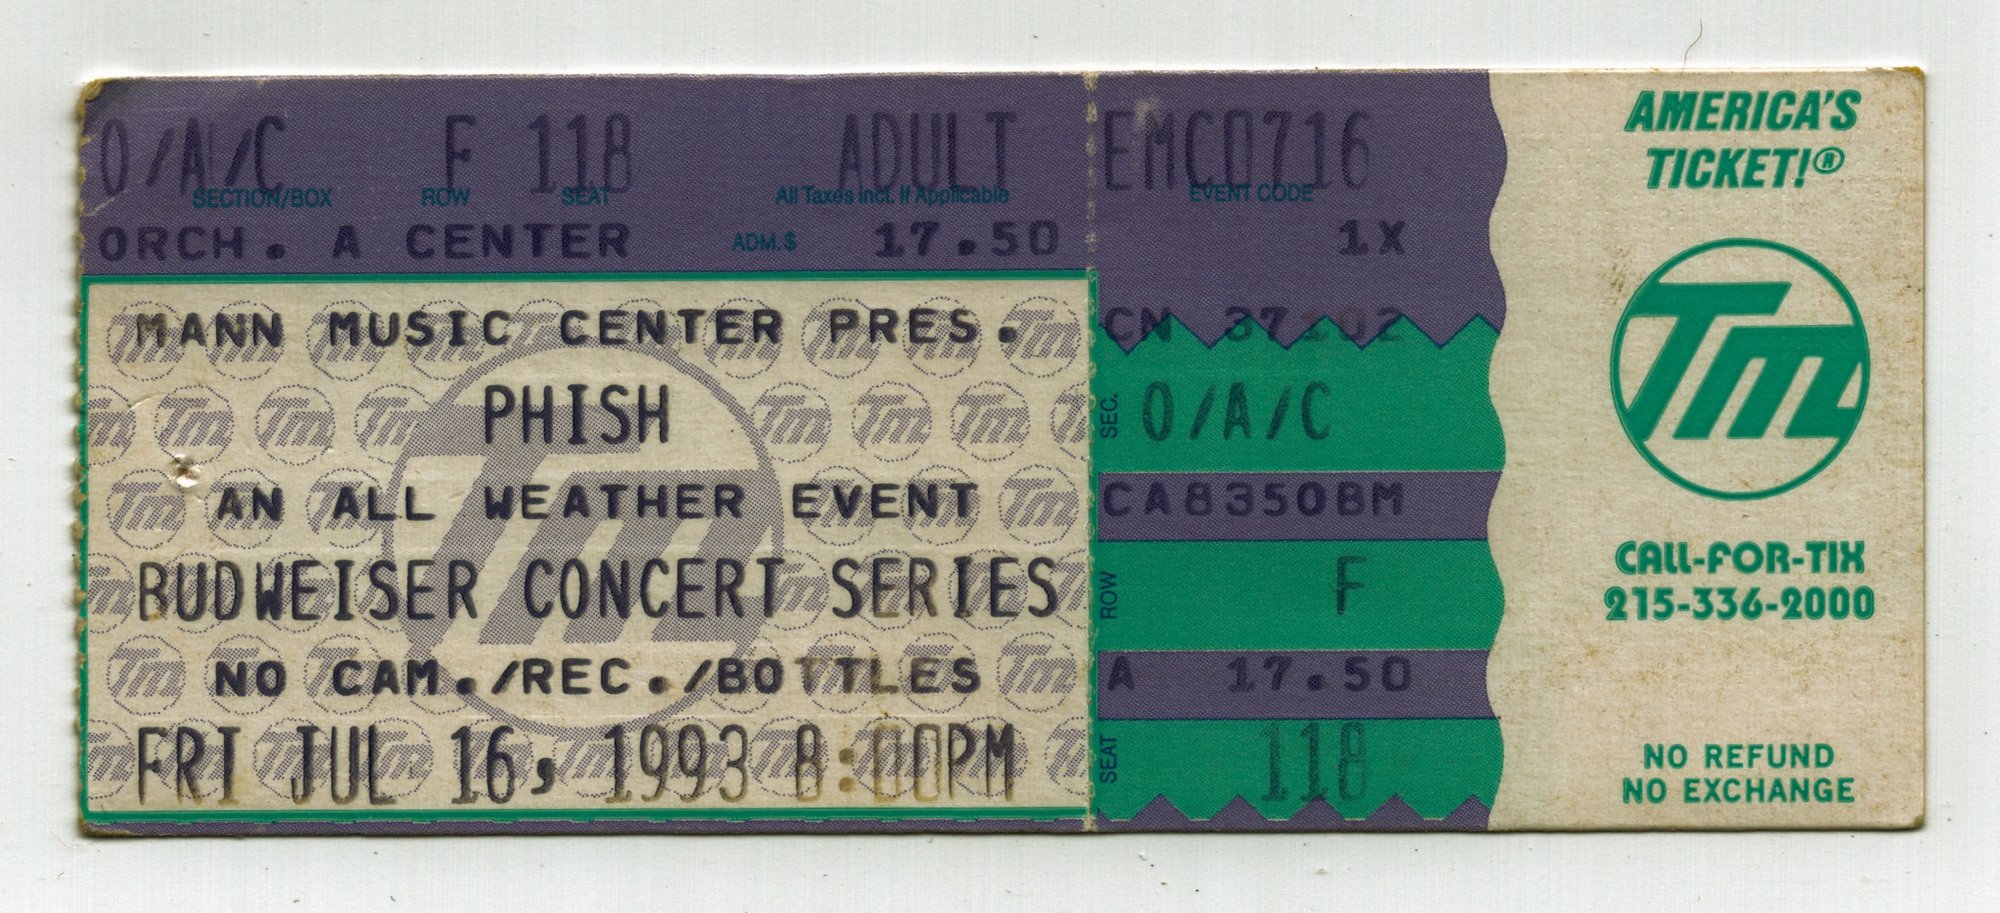 O/A/C F 118 ADULT
SECTION/BOX ROW SEAT All Taxes Incl. If Applicable
ORCH. A CENTER ADM.$ 17.50
MANN MUSIC CENTER PRES.
PHISH
AN ALL WEATHER EVENT
BUDWEISER CONCERT SERIES
NO CAM./REC./BOTTLES
FRI JUL 16, 1993 8:00PM
EMC0716
EVENT CODE
1X
CN 37102
SEC. O/A/C
CA8350BM
ROW F
A 17.50
SEAT 118
AMERICA'S
TICKET!®
TM
CALL-FOR-TIX
215-336-2000
NO REFUND
NO EXCHANGE